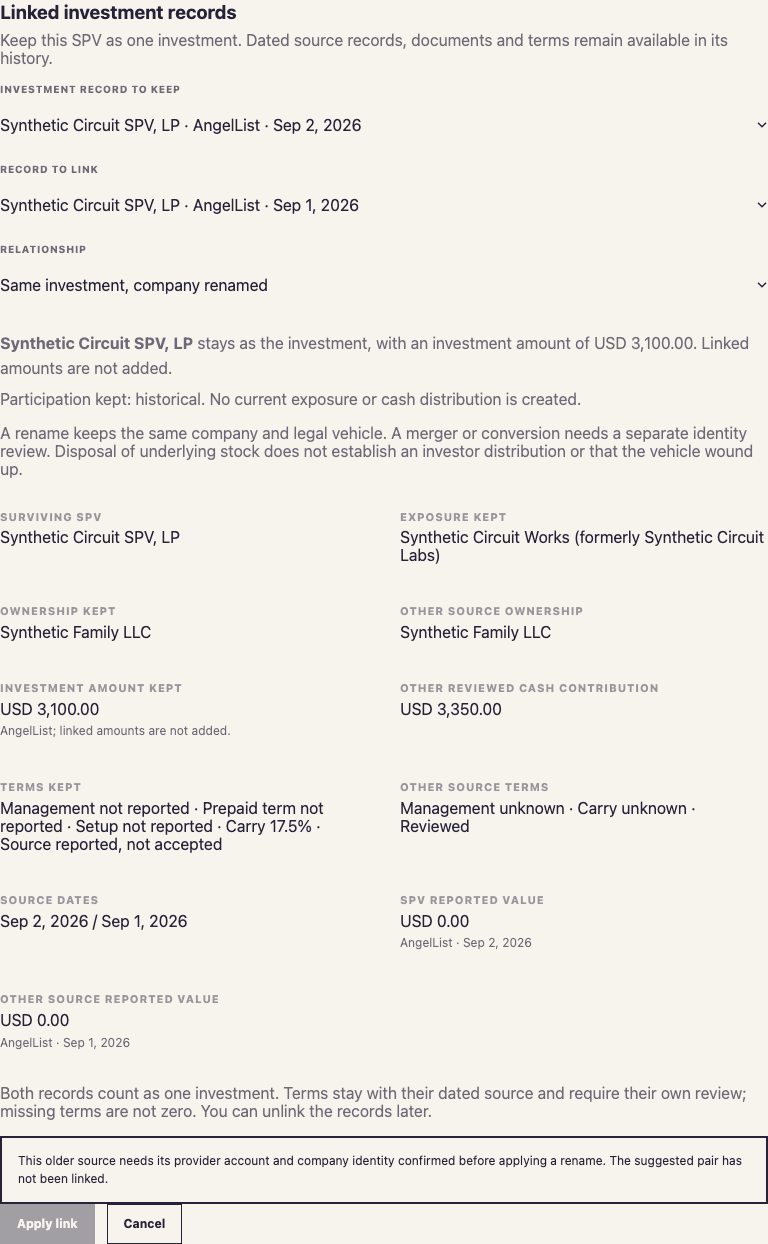 Linked investment records
Keep this SPV as one investment. Dated source records, documents and terms remain available in its
history.
INVESTMENT RECORD TO KEEP
Synthetic Circuit SPV, LP · AngelList · Sep 2, 2026
RECORD TO LINK
Synthetic Circuit SPV, LP · AngelList · Sep 1, 2026
RELATIONSHIP
Same investment, company renamed
Synthetic Circuit SPV, LP stays as the investment, with an investment amount of USD 3,100.00. Linked
amounts are not added.
Participation kept: historical. No current exposure or cash distribution is created.
A rename keeps the same company and legal vehicle. A merger or conversion needs a separate identity
review. Disposal of underlying stock does not establish an investor distribution or that the vehicle wound
up.
SURVIVING SPV
Synthetic Circuit SPV, LP
EXPOSURE KEPT
Synthetic Circuit Works (formerly Synthetic Circuit
Labs)
OWNERSHIP KEPT
Synthetic Family LLC
OTHER SOURCE OWNERSHIP
Synthetic Family LLC
INVESTMENT AMOUNT KEPT
USD 3,100.00
AngelList; linked amounts are not added.
OTHER REVIEWED CASH CONTRIBUTION
USD 3,350.00
TERMS KEPT
Management not reported · Prepaid term not
reported · Setup not reported · Carry 17.5% ·
Source reported, not accepted
OTHER SOURCE TERMS
Management unknown · Carry unknown ·
Reviewed
SOURCE DATES
Sep 2, 2026 / Sep 1, 2026
SPV REPORTED VALUE
USD 0.00
AngelList · Sep 2, 2026
OTHER SOURCE REPORTED VALUE
USD 0.00
AngelList · Sep 1, 2026
Both records count as one investment. Terms stay with their dated source and require their own review;
missing terms are not zero. You can unlink the records later.
This older source needs its provider account and company identity confirmed before applying a rename. The suggested pair has
not been linked.
Apply link
Cancel